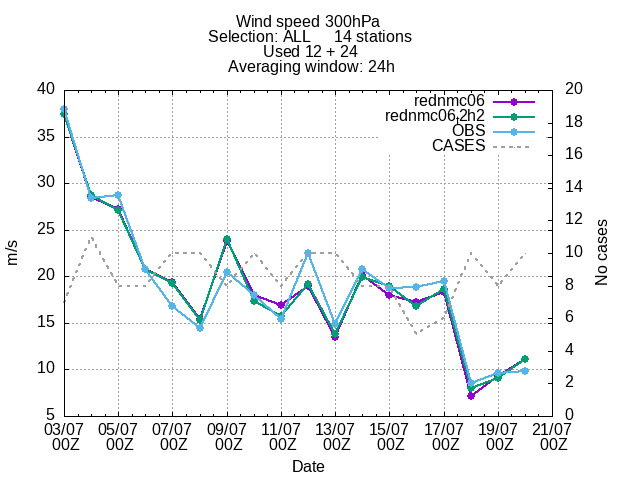 Wind speed 300hPa
Selection: ALL 14 stations
Used 12 + 24
Averaging window: 24h
rednmc06
rednmc06,2h2
OBS
CASES
m/s
40
35
30
25
20
15
10
5
No cases
20
18
16
14
12
10
8
6
4
2
0
03/07 05/07 07/07 09/07 11/07 13/07 15/07 17/07 19/07 21/07
00Z 00Z 00Z 00Z 00Z 00Z 00Z 00Z 00Z 00Z
Date